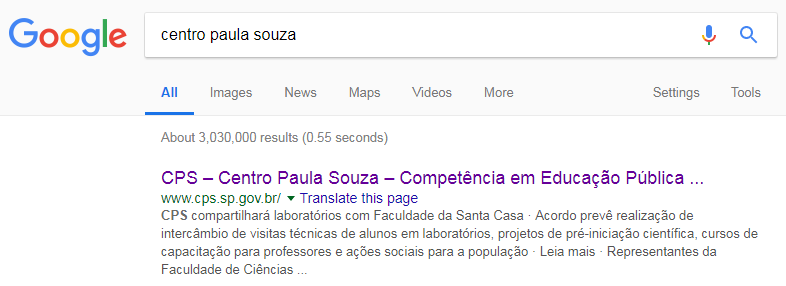 Google
centro paula souza
All Images News Maps Videos More Settings Tools
About 3,030,000 results (0.55 seconds)
CPS – Centro Paula Souza – Competência em Educação Pública ...
www.cps.sp.gov.br/ Translate this page
CPS compartilhará laboratórios com Faculdade da Santa Casa · Acordo prevê realização de
intercâmbio de visitas técnicas de alunos em laboratórios, projetos de pré-iniciação científica, cursos de
capacitação para professores e ações sociais para a população · Leia mais · Representantes da
Faculdade de Ciências ...